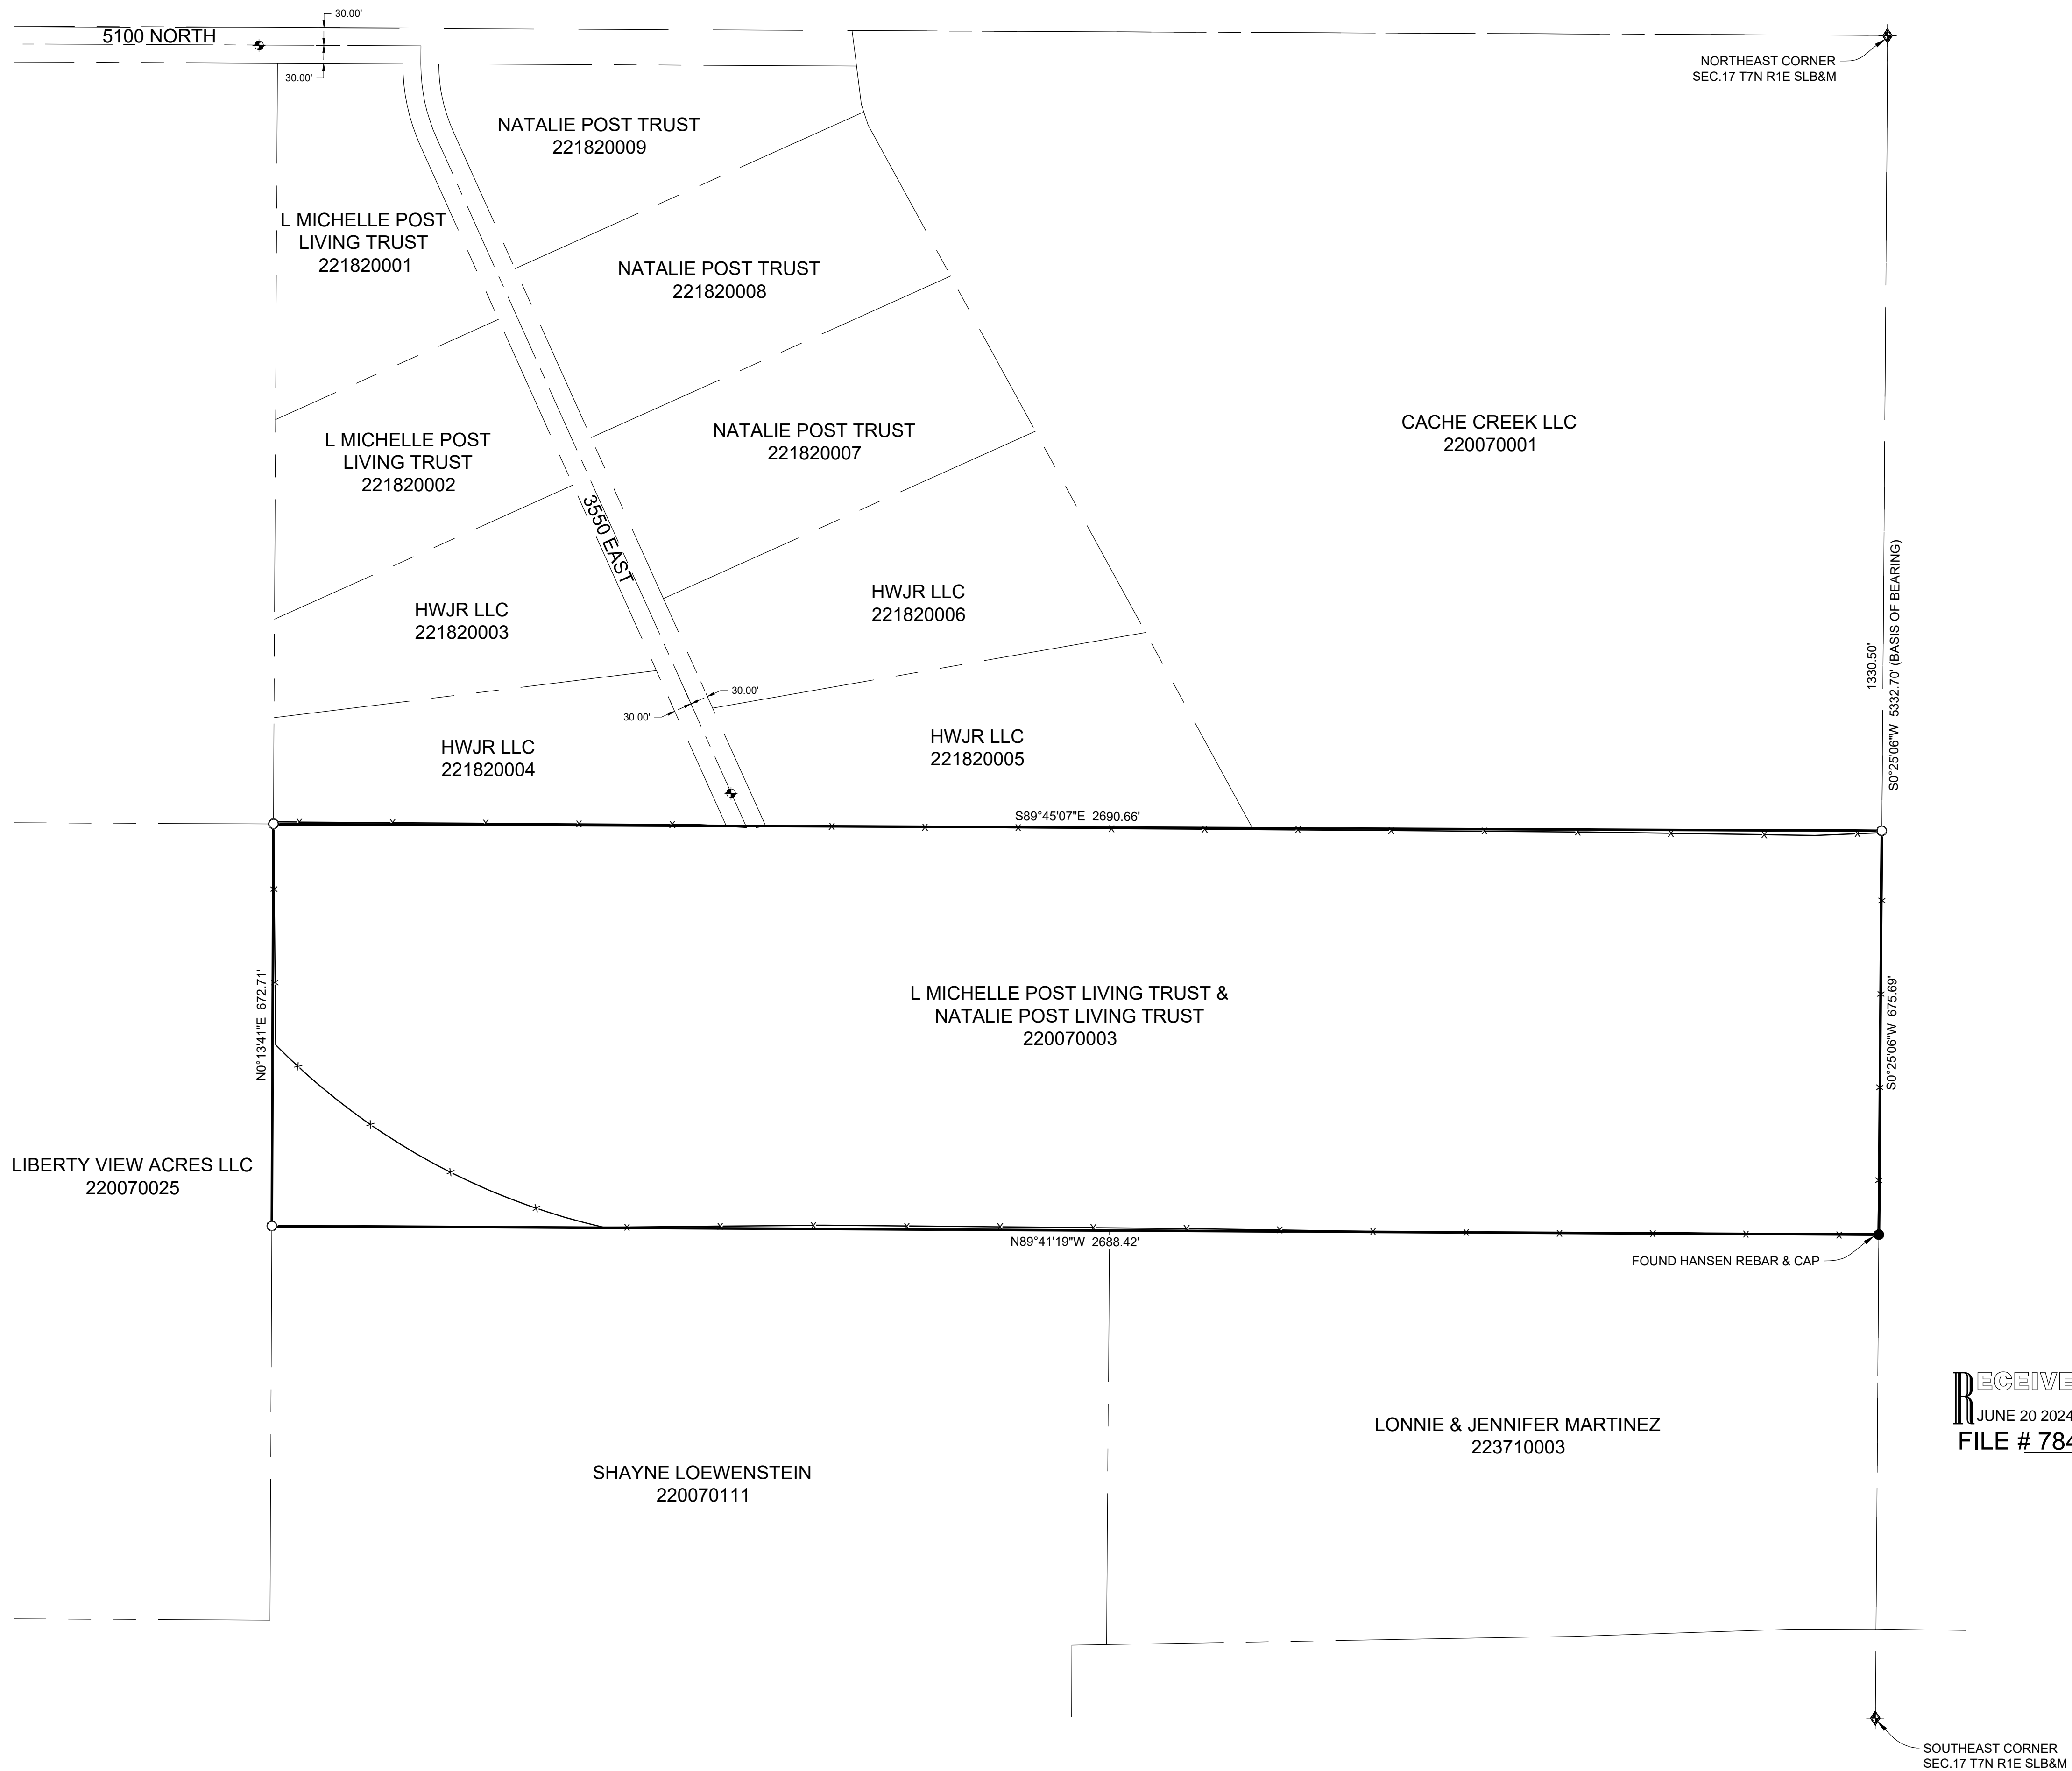 30.00'
5100 NORTH
30.00'
NORTHEAST CORNER
SEC.17 T7N R1E SLB&M
NATALIE POST TRUST
221820009
L MICHELLE POST
LIVING TRUST
221820001
NATALIE POST TRUST
221820008
CACHE CREEK LLC
220070001
L MICHELLE POST
LIVING TRUST
221820002
NATALIE POST TRUST
221820007
3550 EAST
HWJR LLC
221820003
HWJR LLC
221820006
1330.50'
S0°25'06"W 5332.70' (BASIS OF BEARING)
30.00'
30.00'
HWJR LLC
221820004
HWJR LLC
221820005
S89°45'07"E 2690.66'
N0°13'41"E 672.71'
L MICHELLE POST LIVING TRUST &
NATALIE POST LIVING TRUST
220070003
S0°25'06"W 675.69'
LIBERTY VIEW ACRES LLC
220070025
N89°41'19"W 2688.42'
FOUND HANSEN REBAR & CAP
RECEIVE
JUNE 20 2024
FILE # 784
LONNIE & JENNIFER MARTINEZ
223710003
SHAYNE LOEWENSTEIN
220070111
SOUTHEAST CORNER
SEC.17 T7N R1E SLB&M